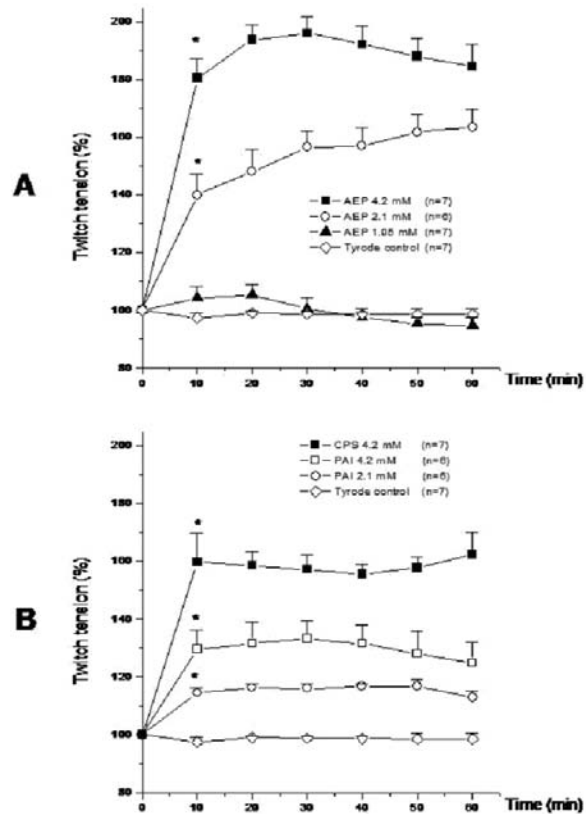 A
Twitch tension (%)
200
180
160
140
120
100
80
*
*
AEP 4.2 mM (n=7)
AEP 2.1 mM (n=6)
AEP 1.05 mM (n=7)
Tyrode control (n=7)
0 10 20 30 40 50 60
Time (min)
B
Twitch tension (%)
200
160
140
120
100
80
*
*
*
CPS 4.2 mM (n=7)
PAI 4.2 mM (n=6)
PAI 2.1 mM (n=6)
Tyrode control (n=7)
0 10 20 30 40 50 60
Time (min)